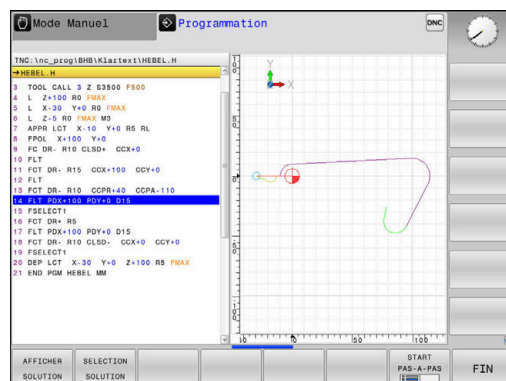 Mode Manuel
Programmation
DNC
TNC:\nc_prog\BHB\Klartext\HEBEL.H
→HEBEL.H
3 TOOL CALL 3 Z S3500 F500
4 L Z+100 R0 FMAX
5 L X-30 Y+0 R0 FMAX
6 L Z-5 R0 FMAX M3
7 APPR LCT X-10 Y+0 R5 RL
8 FPOL X+100 Y+0
9 FC DR- R10 CLSD+ CCX+0
10 FLT
11 FCT DR- R15 CCX+100 CCY+0
12 FLT
13 FCT DR- R10 CCPR+40 CCPA-110
14 FLT PDX+100 PDY+0 D15
15 FSELECT1
16 FCT DR+ R5
17 FLT PDX+100 PDY+0 D15
18 FCT DR- R10 CLSD- CCX+0 CCY+0
19 FSELECT1
20 DEP LCT X-30 Y+0 Z+100 R5 FMAX
21 END PGM HEBEL MM
Y
X
0
100
AFFICHER
SOLUTION
SELECTION
SOLUTION
START
PAS-A-PAS
FIN